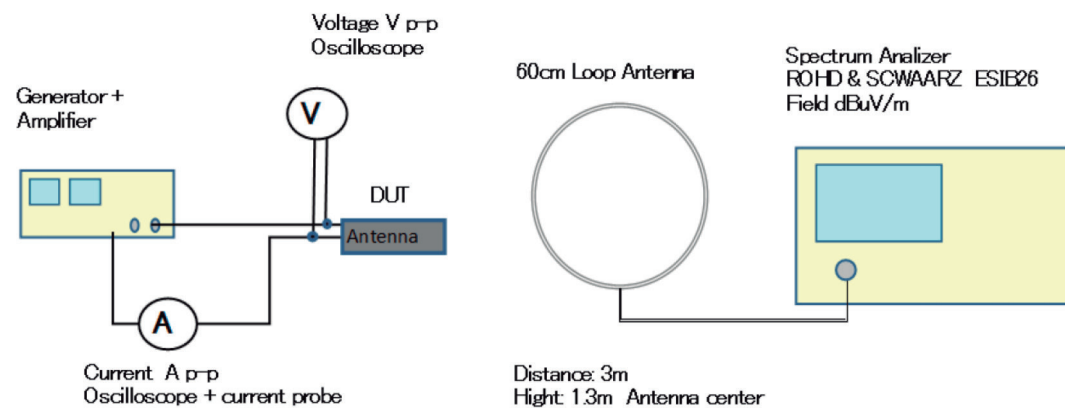 Voltage V p-p
Oscilloscope
Generator +
Amplifier
V
DUT
Antenna
A
Current A p-p
Oscilloscope + current probe
60cm Loop Antenna
Spectrum Analizer
ROHD & SCWAARZ ESIB26
Field dBuV/m
Distance: 3m
Hight: 1.3m Antenna center